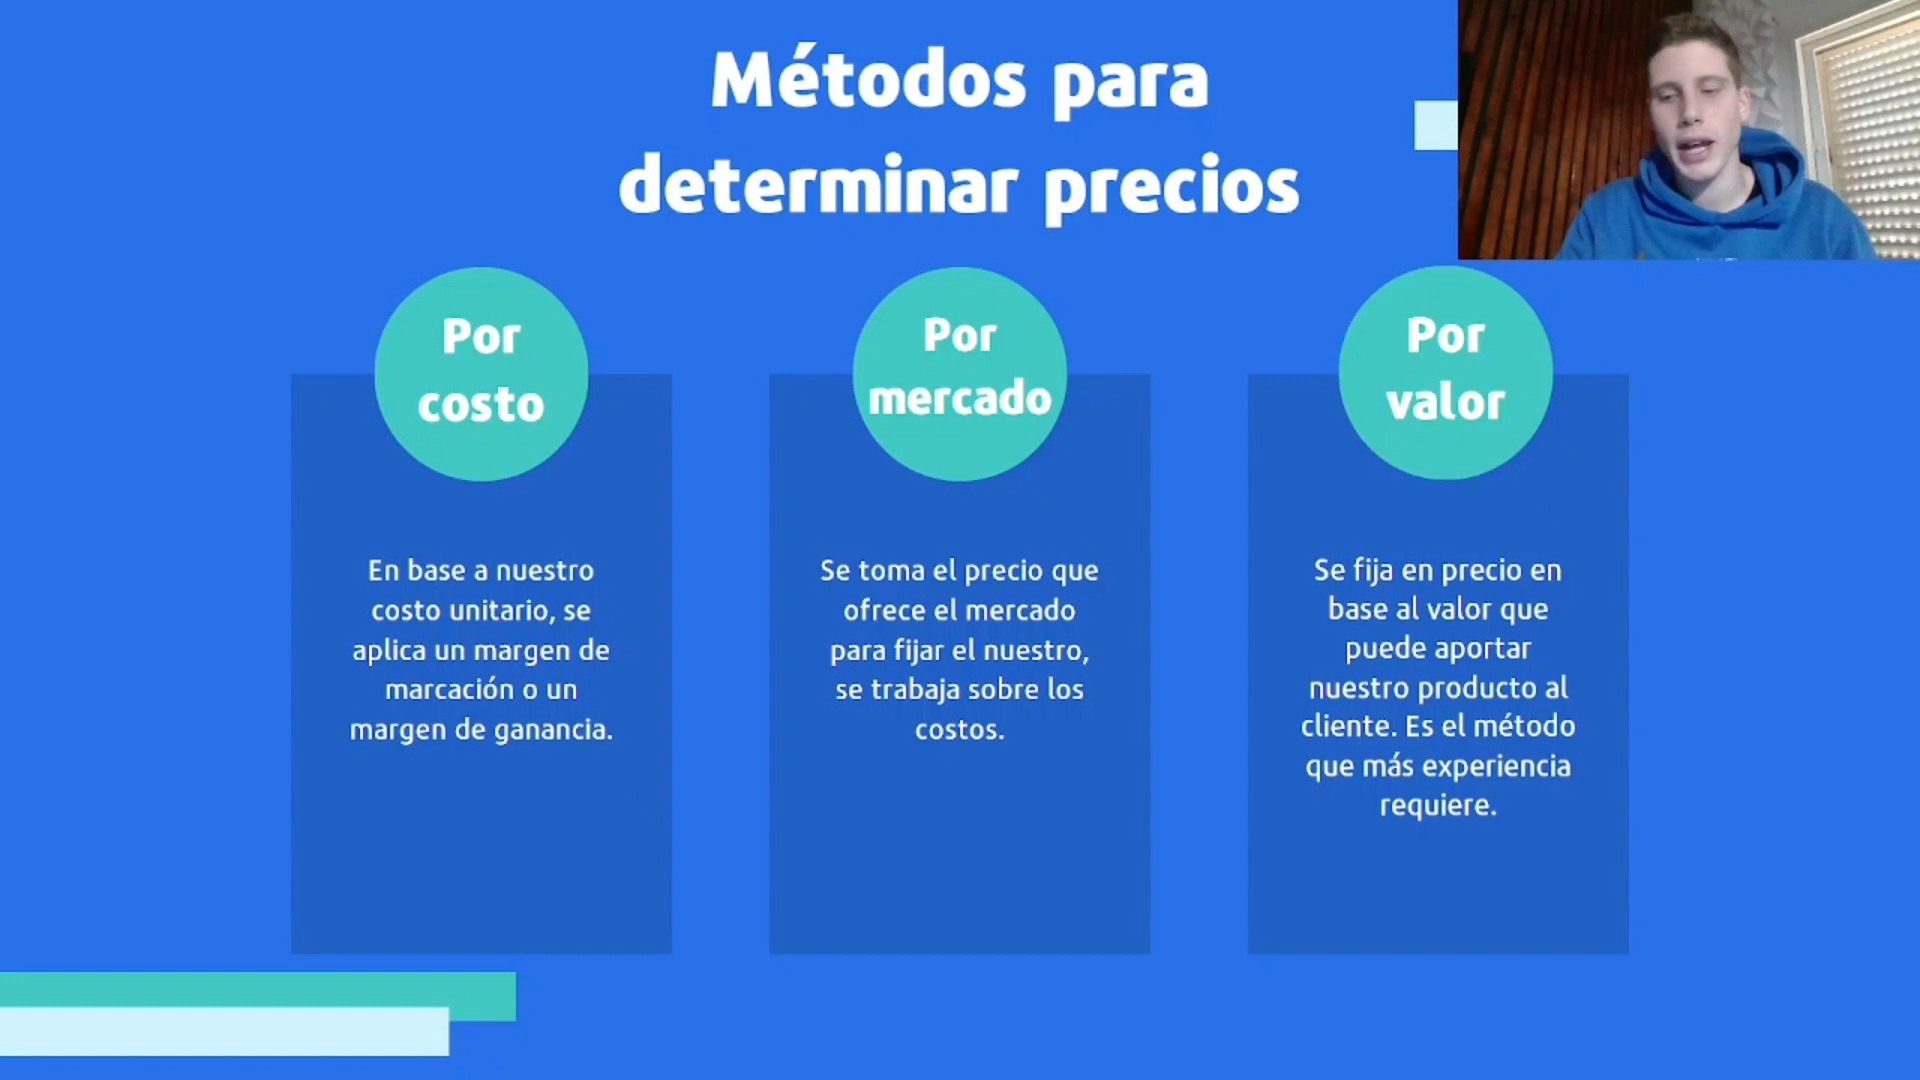 Métodos para
determinar precios
Por
costo
En base a nuestro
costo unitario, se
aplica un margen de
marcación o un
margen de ganancia.
Por
mercado
Se toma el precio que
ofrece el mercado
para fijar el nuestro,
se trabaja sobre los
costos.
Por
valor
Se fija en precio en
base al valor que
puede aportar
nuestro producto al
cliente. Es el método
que más experiencia
requiere.